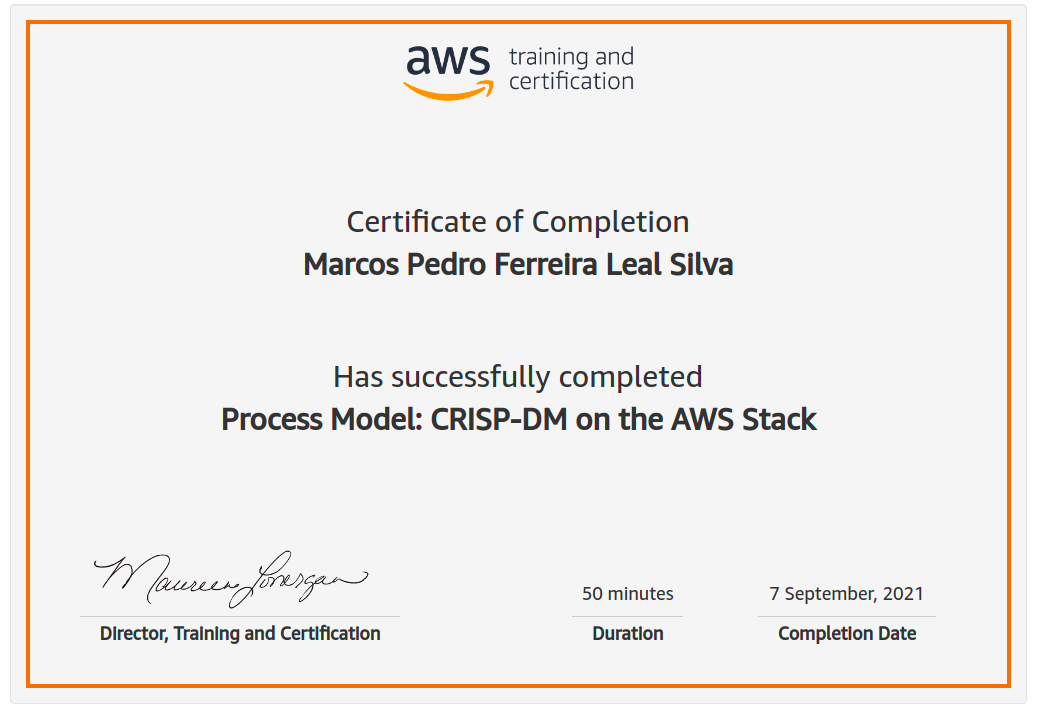 aws training and
certification
Certificate of Completion
Marcos Pedro Ferreira Leal Silva
Has successfully completed
Process Model: CRISP-DM on the AWS Stack
Maureen Lonergan
Director, Training and Certification
50 minutes
Duration
7 September, 2021
Completion Date